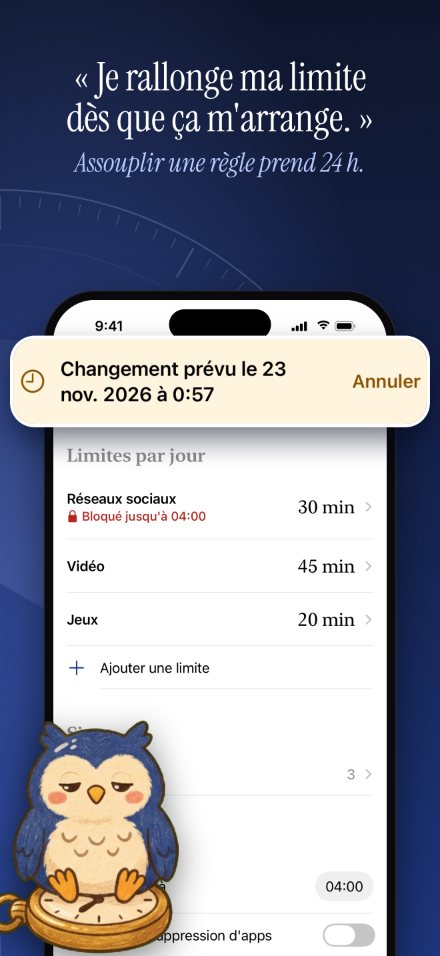 « Je rallonge ma limite
dès que ça m'arrange. »
Assouplir une règle prend 24 h.
9:41
Changement prévu le 23
nov. 2026 à 0:57
Annuler
Limites par jour
Réseaux sociaux
Bloqué jusqu'à 04:00
30 min
Vidéo
45 min
Jeux
20 min
Ajouter une limite
3
04:00
d'apps